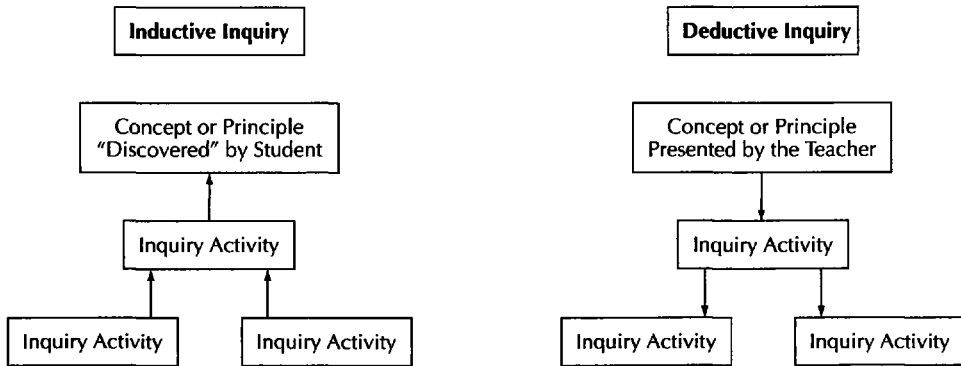 Inductive Inquiry
Concept or Principle
"Discovered" by Student
Inquiry Activity
Inquiry Activity
Inquiry Activity
Deductive Inquiry
Concept or Principle
Presented by the Teacher
Inquiry Activity
Inquiry Activity
Inquiry Activity